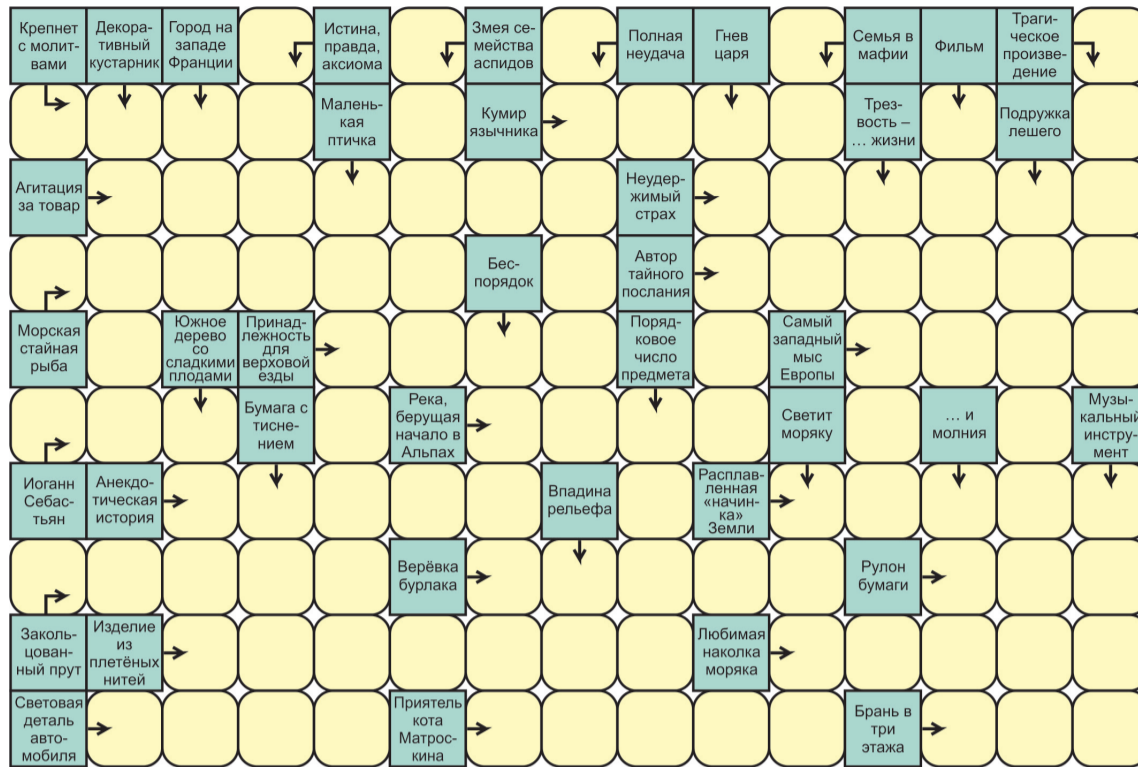 Крепнет
с молит-
вами
Декора-
тивный
кустарник
Город на
западе
Франции
Истина,
правда,
аксиома
Змея се-
мейства
аспидов
Полная
неудача
Гнев
царя
Семья в
мафии
Фильм
Траги-
ческое
произве-
дение
Малень-
кая
птичка
Кумир
язычника
Трез-
вость –
... жизни
Подружка
лешего
Агитация
за товар
Неудер-
жимый
страх
Бес-
порядок
Автор
тайного
послания
Морская
стайная
рыба
Южное
дерево
со
сладкими
плодами
Принад-
лежность
для
верховой
езды
Поряд-
ковое
число
предмета
Самый
западный
мыс
Европы
Бумага с
тисне-
нием
Река,
берущая
начало в
Альпах
Светит
моряку
... и
молния
Музы-
кальный
инстру-
мент
Иоганн
Себас-
тьян
Анекдо-
тическая
история
Впадина
рельефа
Расплав-
ленная
«начин-
ка»
Земли
Верёвка
бурлака
Рулон
бумаги
Заколь-
цован-
ный прут
Изделие
из
плетёных
нитей
Любимая
наколка
моряка
Световая
деталь
авто-
мобиля
Приятель
кота
Матрос-
кина
Брань в
три
этажа